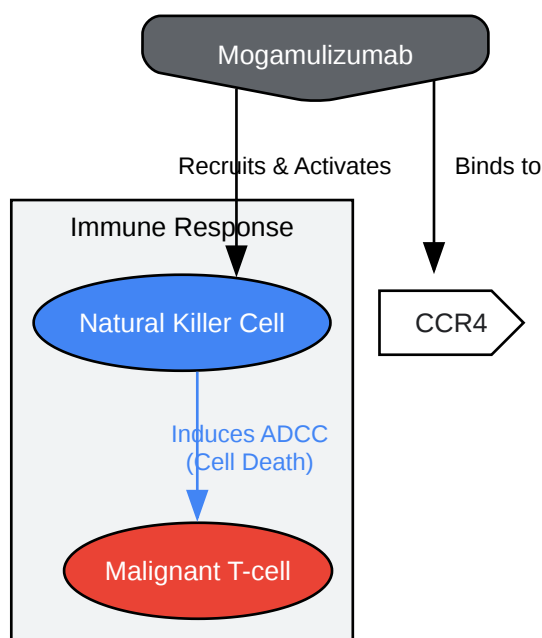 Mogamulizumab
Recruits & Activates
Binds to
Immune Response
Natural Killer Cell
CCR4
Induces ADCC
(Cell Death)
Malignant T-cell